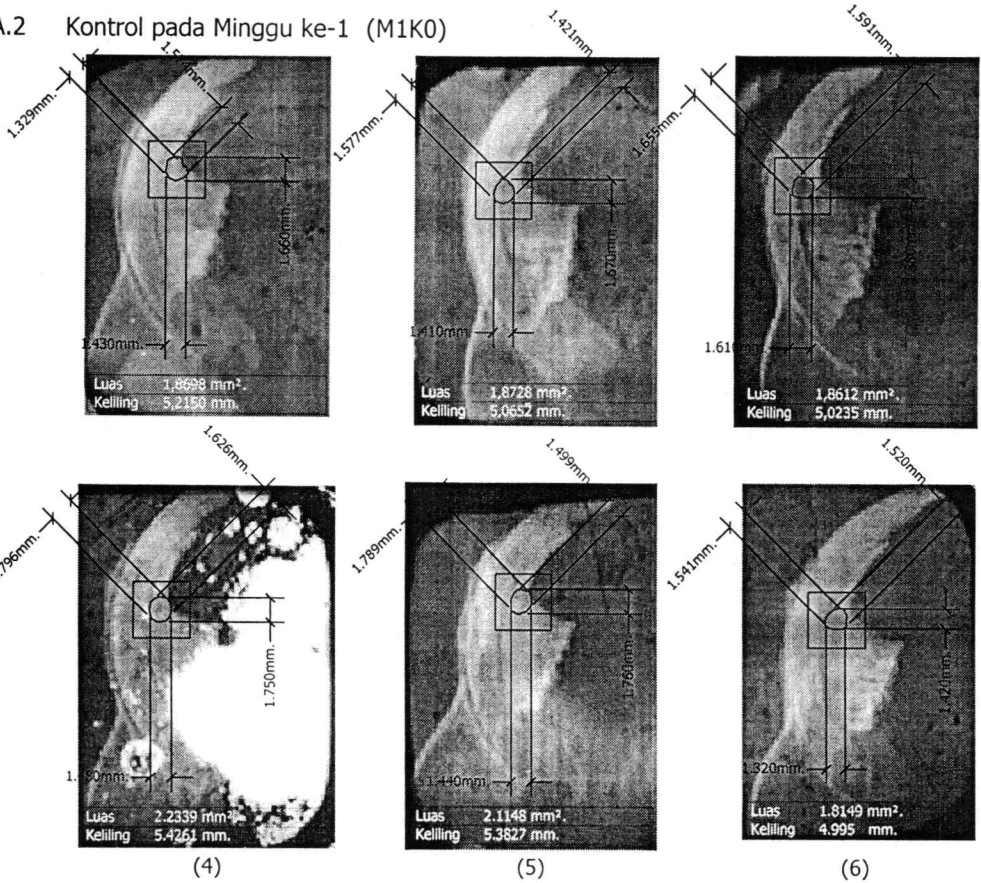 A.2 Kontrol pada Minggu ke-1 (M1K0)
1.329mm.
1.660mm.
1.430mm.
Luas 1,8698 mm².
Keliling 5,2150 mm.
1.421mm.
1.577mm.
1.670mm.
1.410mm.
Luas 1,8728 mm².
Keliling 5,0652 mm.
1.591mm.
1.655mm.
Luas 1,8612 mm².
Keliling 5,0235 mm.
1.626mm.
1.750mm.
Luas 2.2339 mm².
Keliling 5.4261 mm.
(4)
1.499mm.
1.789mm.
1.760mm.
1.440mm.
Luas 2.1148 mm².
Keliling 5.3827 mm.
(5)
1.520mm.
1.541mm.
1.420mm.
1.320mm.
Luas 1.8149 mm².
Keliling 4.995 mm.
(6)